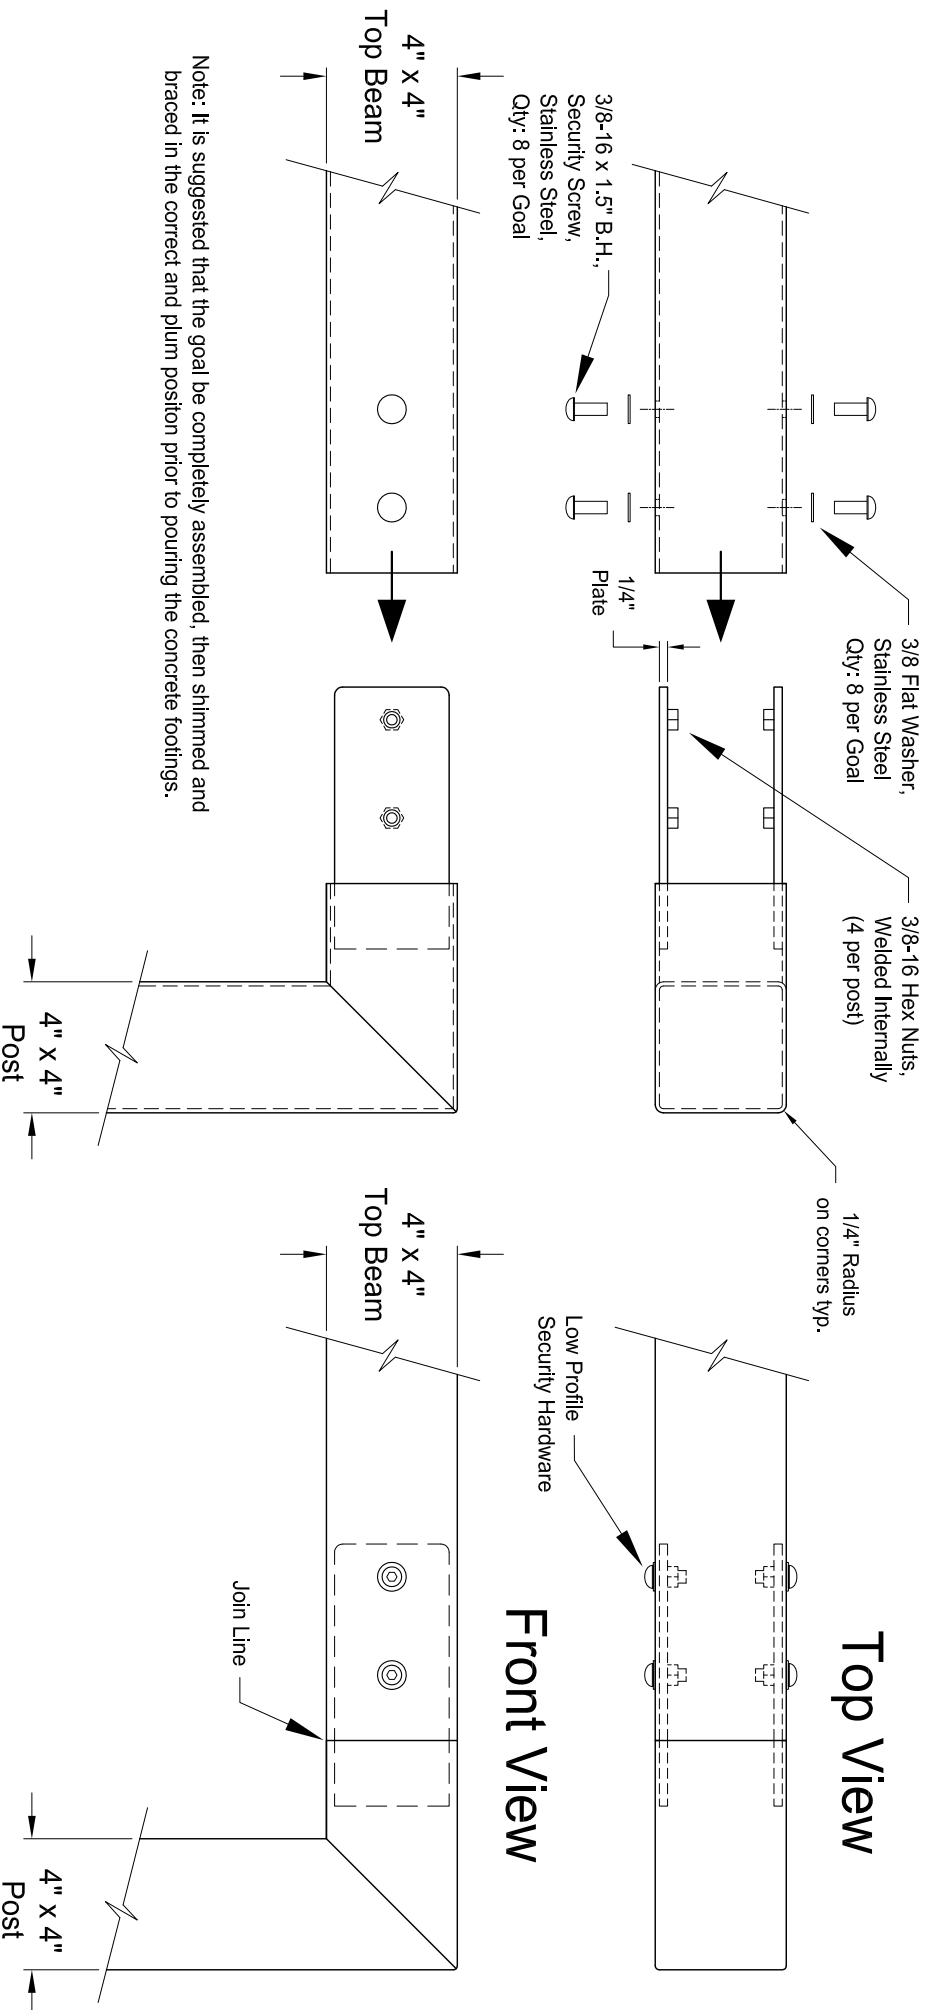 3/8 Flat Washer,
Stainless Steel
Qty: 8 per Goal
3/8-16 Hex Nuts,
Welded Internally
(4 per post)
1/4" Radius
on corners typ.
Top View
3/8-16 x 1.5" B.H.,
Security Screw,
Stainless Steel,
Qty: 8 per Goal
1/4"
Plate
Low Profile
Security Hardware
Front View
4" x 4"
Top Beam
4" x 4"
Top Beam
Join Line
4" x 4"
Post
4" x 4"
Post
Note: It is suggested that the goal be completely assembled, then shimmed and
braced in the correct and plum positon prior to pouring the concrete footings.